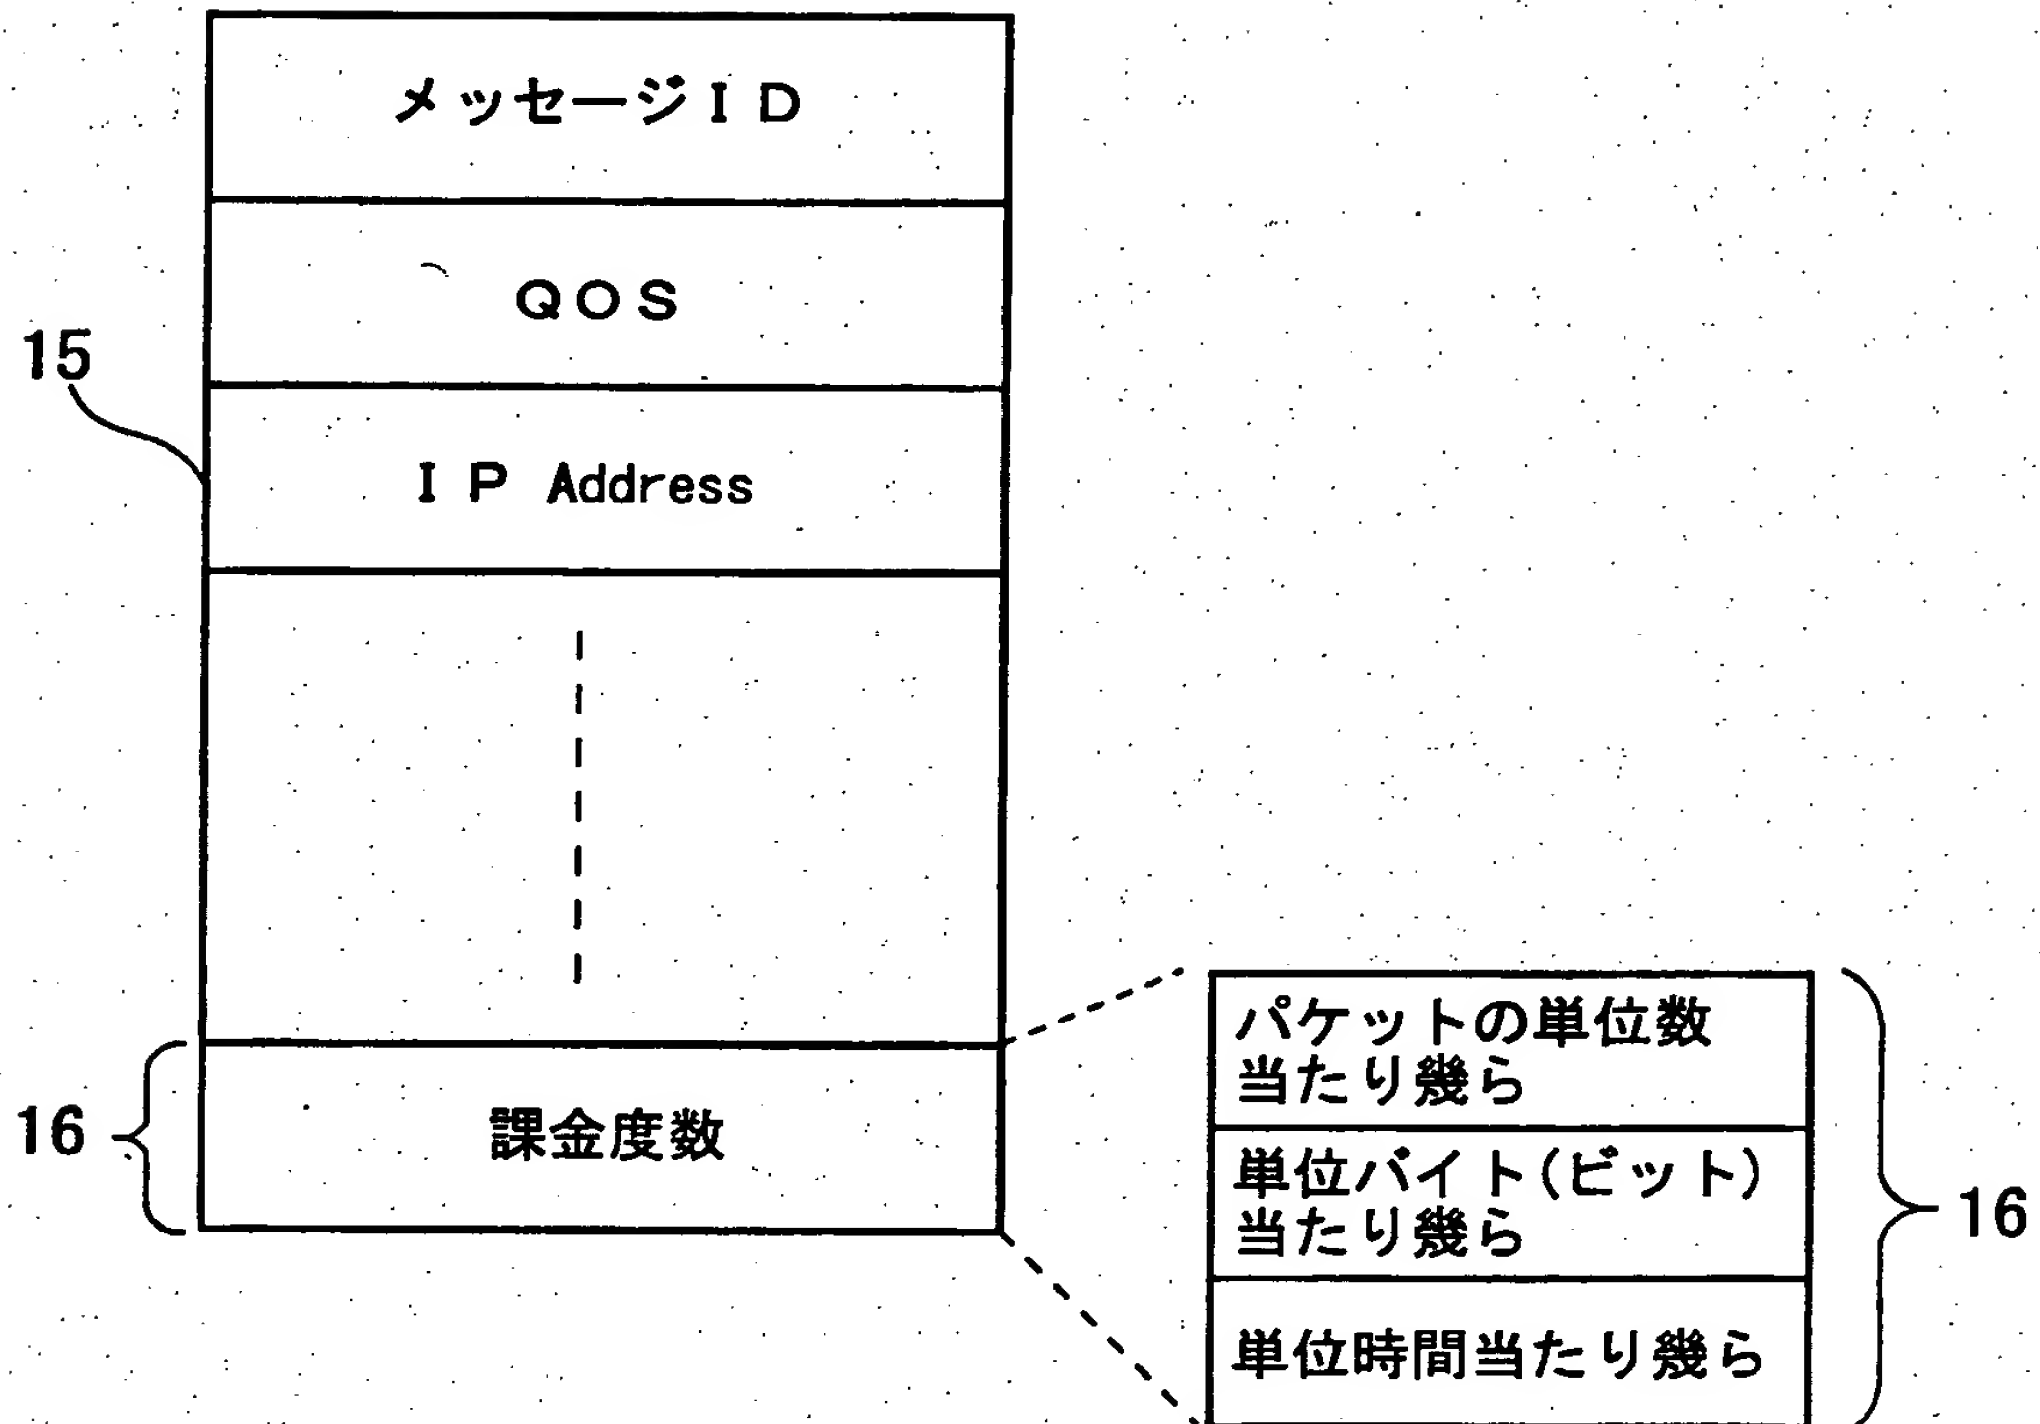 メッセージID
QOS
15
IP Address
16
課金度数
パケットの単位数
当たり幾ら
単位バイト(ビット)
当たり幾ら
16
単位時間当たり幾ら